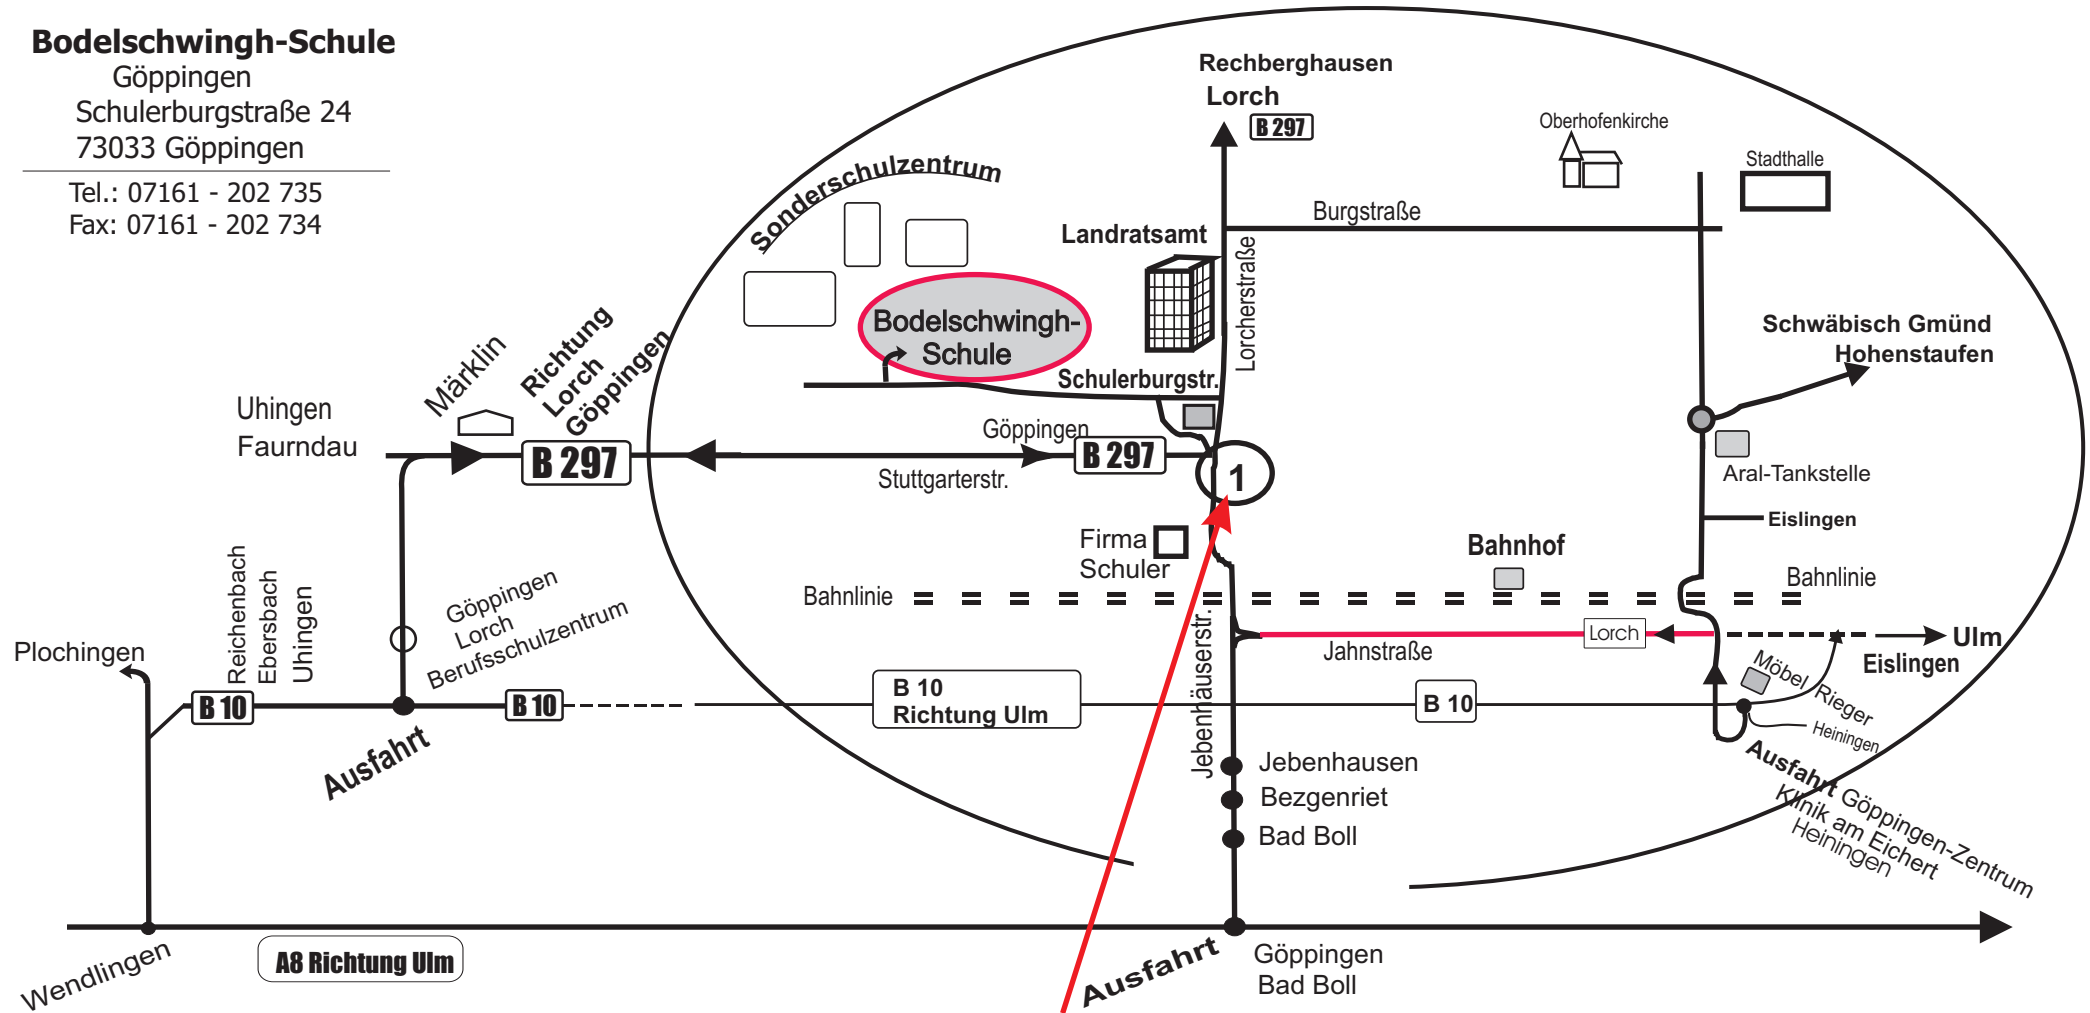 Bodelschwingh-Schule
Göppingen
Schulerburgstraße 24
73033 Göppingen
Tel.: 07161 - 202 735
Fax: 07161 - 202 734
Rechberghausen
Lorch
B 297
Oberhofenkirche
Stadthalle
Sonderschulzentrum
Burgstraße
Landratsamt
Lorcherstraße
Bodelschwingh-
Schule
Schulerburgstr.
Schwäbisch Gmünd
Hohenstaufen
Märklin
Richtung
Lorch
Göppingen
Uhingen
Faurndau
B 297
Göppingen
B 297
Stuttgarterstr.
1
Aral-Tankstelle
Eislingen
Firma
Schuler
Bahnhof
Bahnlinie
Bahnlinie
Reichenbach
Ebersbach
Uhingen
Göppingen
Lorch
Berufsschulzentrum
Plochingen
Jebenhäuserstr.
Lorch
Jahnstraße
Ulm
Eislingen
Möbel Rieger
Heiningen
B 10
B 10
B 10
Richtung Ulm
B 10
Ausfahrt
Jebenhausen
Bezgenriet
Bad Boll
Ausfahrt Göppingen-Zentrum
Klinik am Eichert
Heiningen
Wendlingen
A8 Richtung Ulm
Ausfahrt
Göppingen
Bad Boll